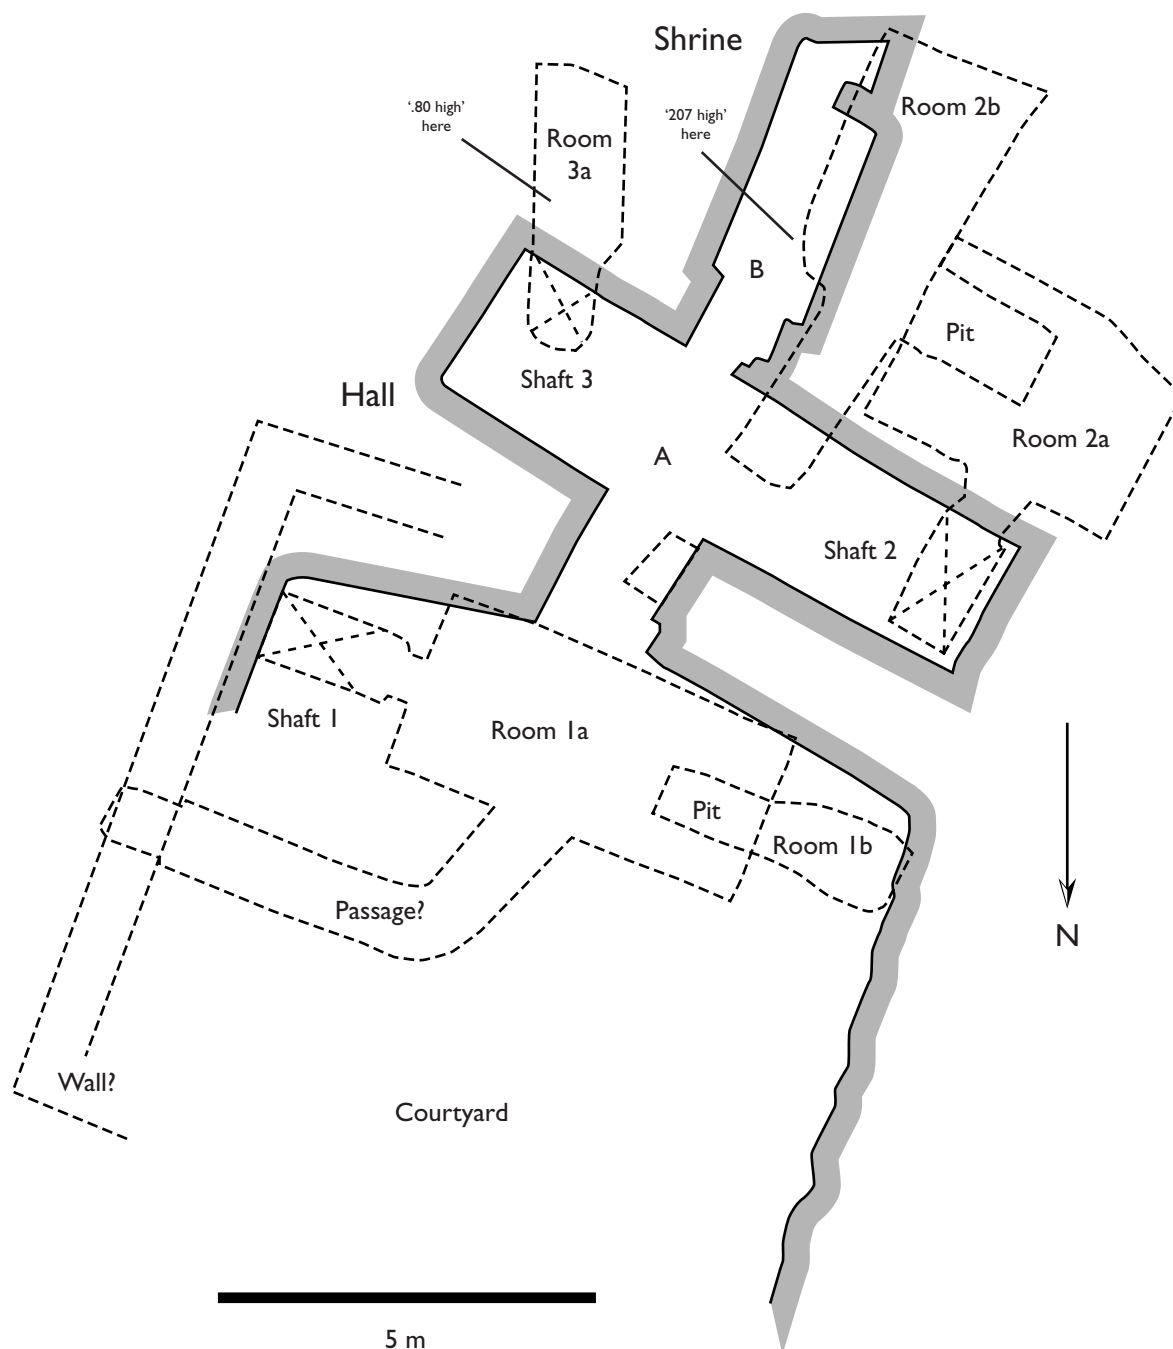 Shrine
'.80 high'
here
'207 high'
here
Room 2b
Room
3a
B
Pit
Shaft 3
Hall
Room 2a
A
Shaft 2
Shaft 1
Room 1a
Pit
Room 1b
Passage?
N
Wall?
Courtyard
5 m